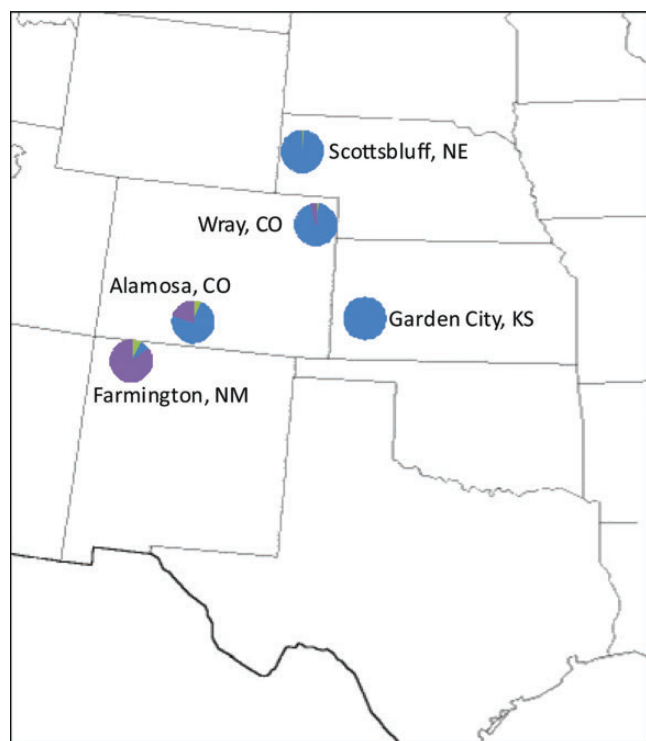 Scottsbluff, NE
Wray, CO
Alamosa, CO
Garden City, KS
Farmington, NM